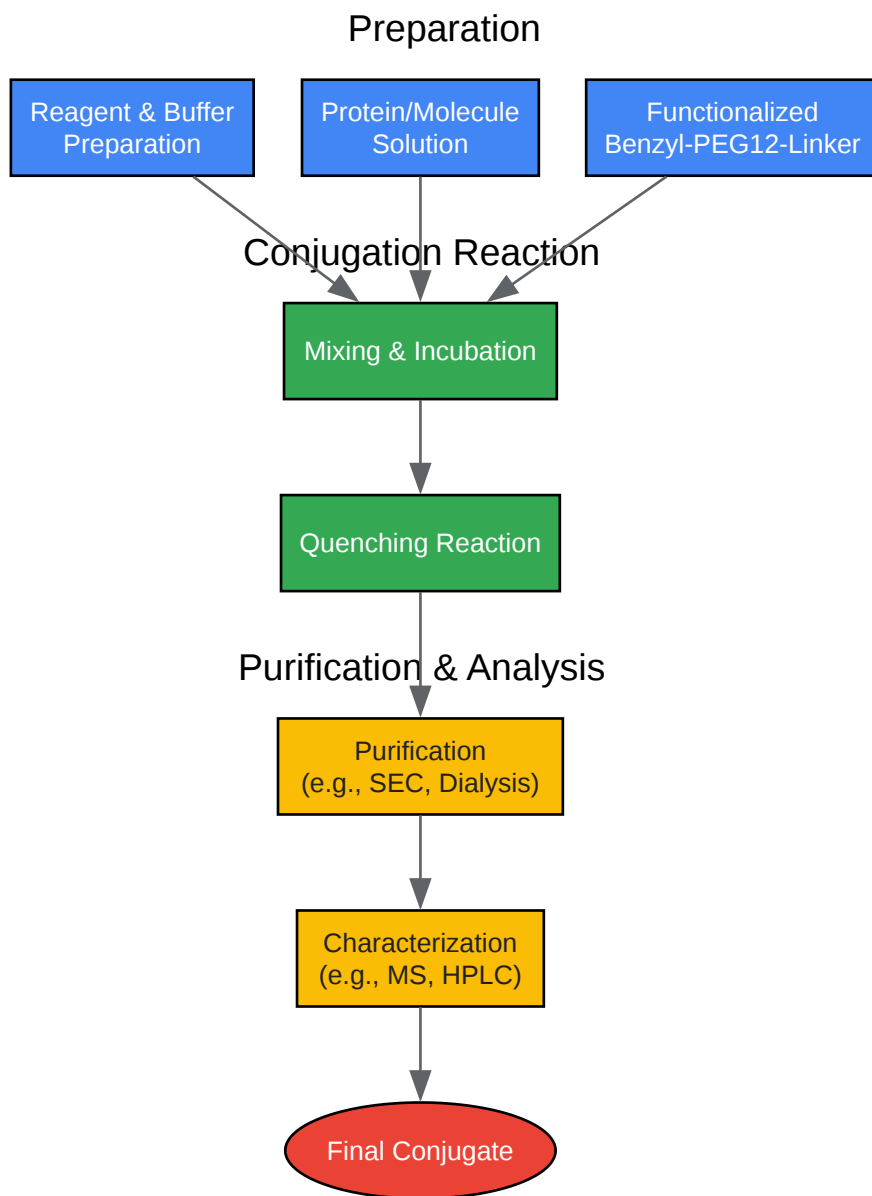 Preparation
Reagent & Buffer
Preparation
Protein/Molecule
Solution
Functionalized
Benzyl-PEG12-Linker
Conjugation Reaction
Mixing & Incubation
Quenching Reaction
Purification & Analysis
Purification
(e.g., SEC, Dialysis)
Characterization
(e.g., MS, HPLC)
Final Conjugate